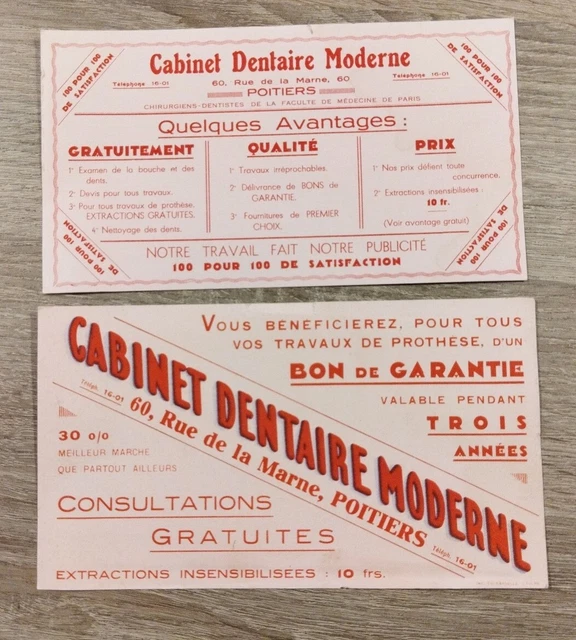 100 POUR 100
DE SATISFACTION
Cabinet Dentaire Moderne
Téléphone 16-01
60, Rue de la Marne, 60
Téléphone 16-01
POITIERS
CHIRURGIENS-DENTISTES DE LA FACULTE DE MÉDECINE DE PARIS
100 POUR 100
DE SATISFACTION
Quelques Avantages :
GRATUITEMENT
1° Examen de la bouche et des
dents.
2° Devis pour tous travaux.
3° Pour tous travaux de prothèse,
EXTRACTIONS GRATUITES.
4° Nettoyage des dents.
QUALITÉ
1° Travaux irréprochables.
2° Délivrance de BONS de
GARANTIE.
3° Fournitures de PREMIER
CHOIX.
PRIX
1° Nos prix défient toute
concurrence.
2° Extractions insensibilisées :
10 fr.
(Voir avantage gratuit)
100 POUR 100
DE SATISFACTION
NOTRE TRAVAIL FAIT NOTRE PUBLICITÉ
100 POUR 100 DE SATISFACTION
100 POUR 100
DE SATISFACTION
VOUS BÉNÉFICIEREZ, POUR TOUS
VOS TRAVAUX DE PROTHESE, D'UN
BON DE GARANTIE
VALABLE PENDANT
TROIS
ANNÉES
CABINET DENTAIRE MODERNE
Téléph. 16-01
60, Rue de la Marne, POITIERS
Téléph. 16-01
30 o/o
MEILLEUR MARCHE
QUE PARTOUT AILLEURS
CONSULTATIONS
GRATUITES
EXTRACTIONS INSENSIBILISÉES : 10 frs.